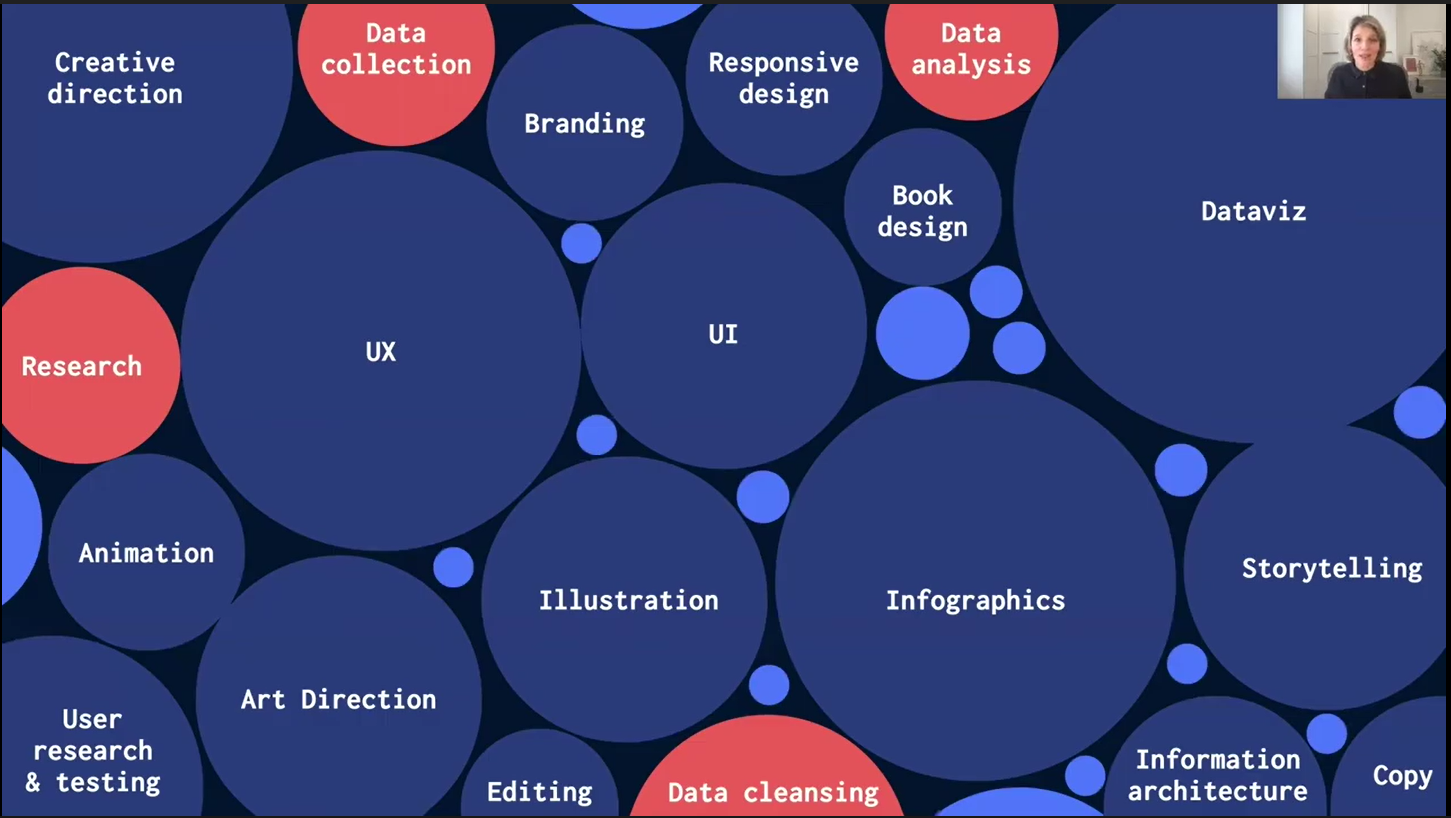 Creative
direction
Data
collection
Branding
Responsive
design
Data
analysis
Book
design
Dataviz
Research
UX
UI
Animation
Illustration
Infographics
Storytelling
Art Direction
User
research
& testing
Editing
Data cleansing
Information
architecture
Copy